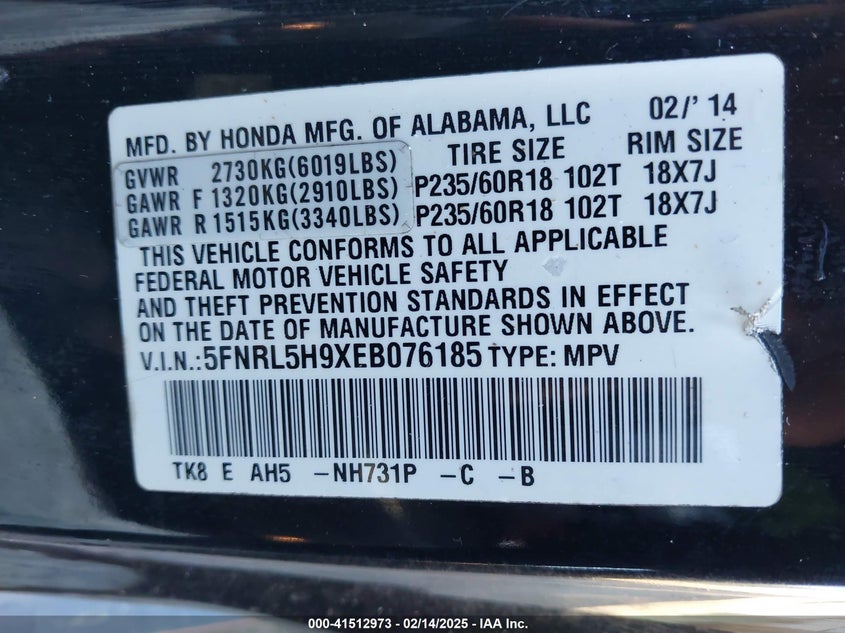 MFD. BY HONDA MFG. OF ALABAMA, LLC 02/' 14
TIRE SIZE RIM SIZE
GVWR 2730KG(6019LBS)
GAWR F 1320KG(2910LBS) P235/60R18 102T 18X7J
GAWR R 1515KG(3340LBS) P235/60R18 102T 18X7J
THIS VEHICLE CONFORMS TO ALL APPLICABLE
FEDERAL MOTOR VEHICLE SAFETY
AND THEFT PREVENTION STANDARDS IN EFFECT
ON THE DATE OF MANUFACTURE SHOWN ABOVE.
V.I.N.:5FNRL5H9XEB076185 TYPE: MPV
TK8 E AH5 -NH731P -C -B
000-41512973 - 02/14/2025 - IAA Inc.